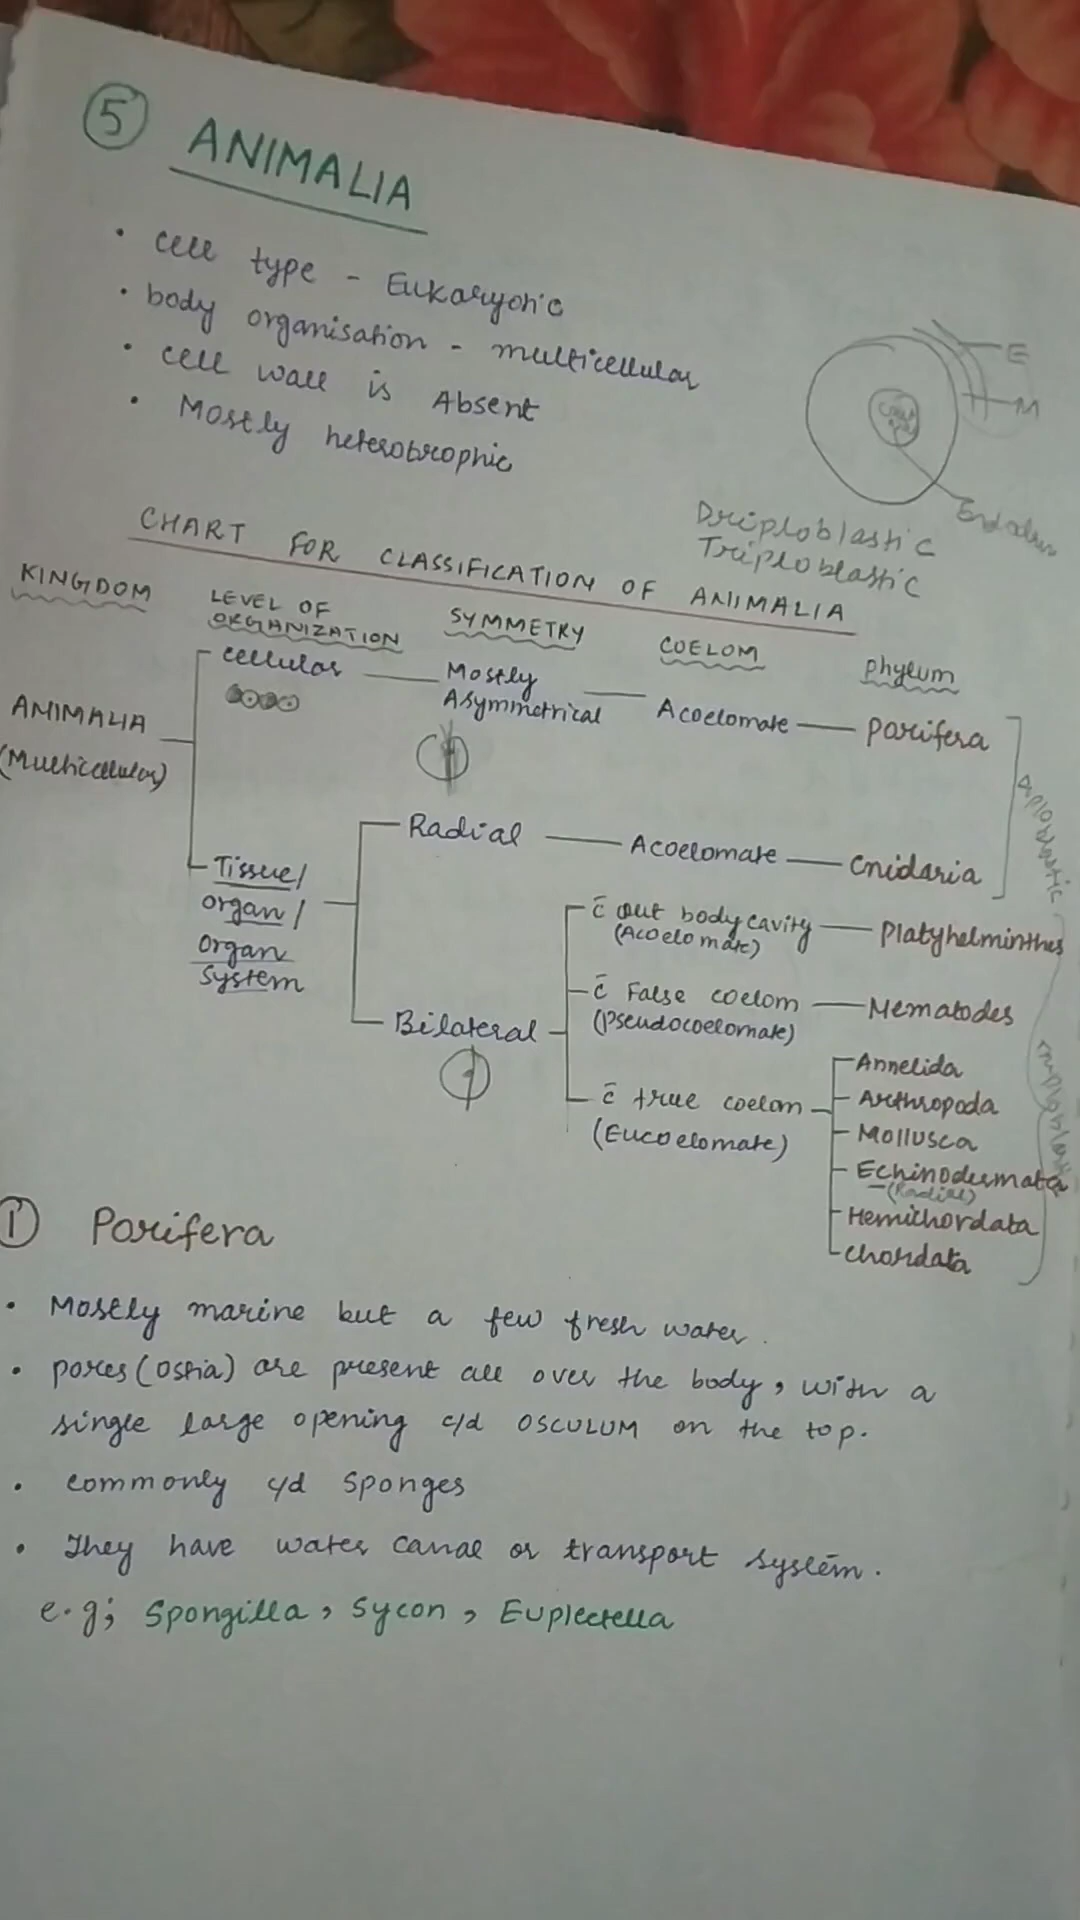 5 ANIMALIA
• cell type - Eukaryotic
• body organisation - multicellular
• cell wall is Absent
• Mostly heterotrophic
E
M
Driploblastic
Triploblastic
CHART FOR CLASSIFICATION OF ANIMALIA
KINGDOM
LEVEL OF ORGANIZATION
SYMMETRY
COELOM
phylum
ANIMALIA
(Multicellular)
cellular
Mostly Asymmetrical
Acoelomate
porifera
Radial
Acoelomate
Cnidaria
Tissue/
organ/
organ
system
c̄ out body cavity
(Acoelomate)
Platyhelminthes
c̄ False coelom
(pseudocoelomate)
Nematodes
Bilateral
c̄ true coelom
(Eucoelomate)
Annelida
Arthropoda
Mollusca
Echinodermata
-(Radial)
Hemichordata
chordata
1 Porifera
• Mostly marine but a few fresh water.
• pores (ostia) are present all over the body, with a
single large opening c/d OSCULUM on the top.
• commonly c/d sponges
• They have water canal or transport system.
e.g; Spongilla, Sycon, Euplectella